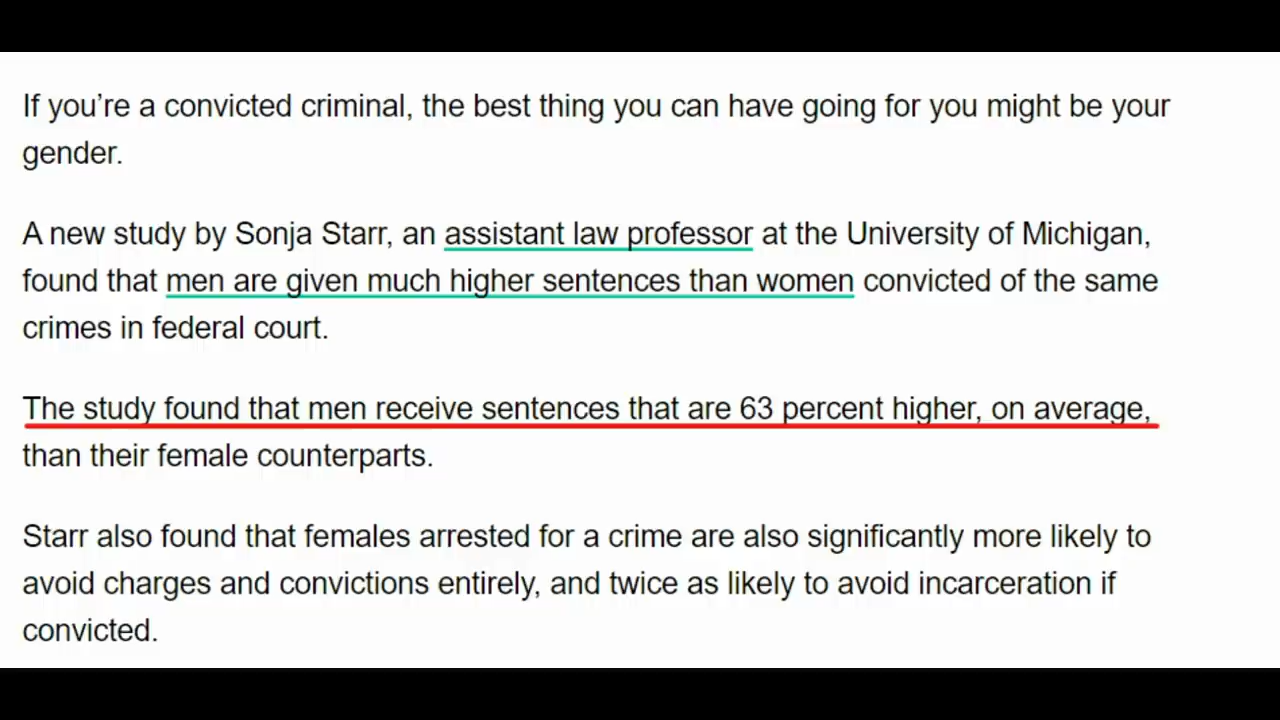 If you’re a convicted criminal, the best thing you can have going for you might be your
gender.
A new study by Sonja Starr, an assistant law professor at the University of Michigan,
found that men are given much higher sentences than women convicted of the same
crimes in federal court.
The study found that men receive sentences that are 63 percent higher, on average,
than their female counterparts.
Starr also found that females arrested for a crime are also significantly more likely to
avoid charges and convictions entirely, and twice as likely to avoid incarceration if
convicted.